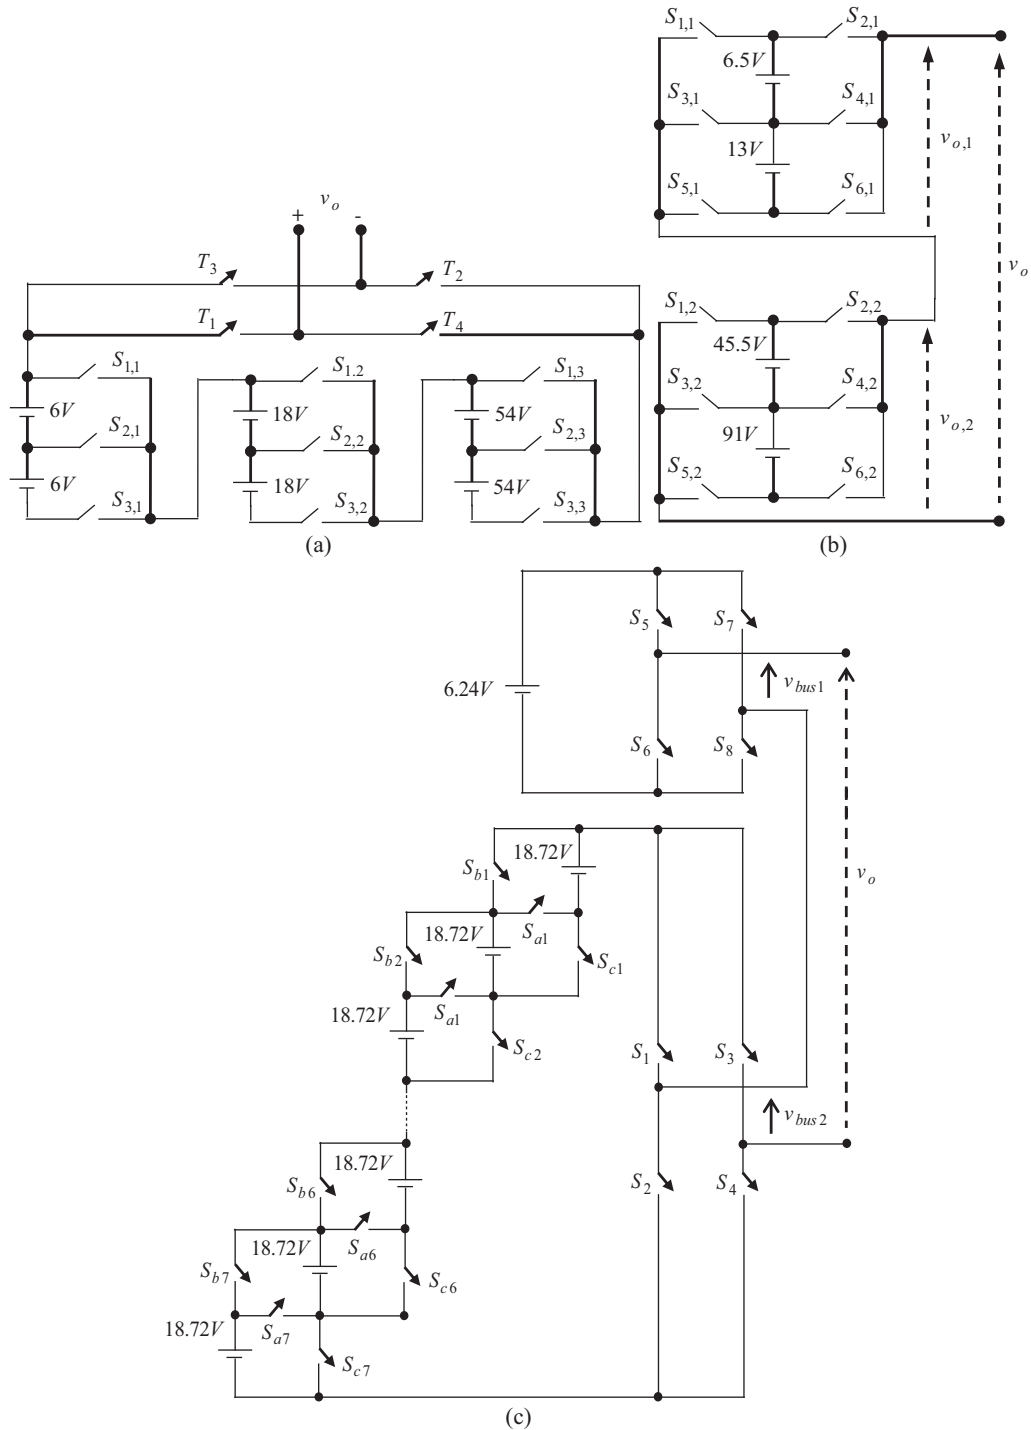 v_o
+ -
T_3 T_2
T_1 T_4
S_{1,1} S_{1.2} S_{1,3}
6V 18V 54V
S_{2,1} S_{2,2} S_{2,3}
6V 18V 54V
S_{3,1} S_{3,2} S_{3,3}
(a)
S_{1,1} S_{2,1}
6.5V
S_{3,1} S_{4,1}
v_{o,1}
13V
S_{5,1} S_{6,1}
v_o
S_{1,2} S_{2,2}
45.5V
S_{3,2} S_{4,2}
v_{o,2}
91V
S_{5,2} S_{6,2}
(b)
S_5 S_7
6.24V
v_{bus1}
S_6 S_8
18.72V
S_{b1}
v_o
S_{a1}
18.72V
S_{b2} S_{c1}
S_{a1}
18.72V
S_{c2}
S_1 S_3
v_{bus2}
18.72V
S_{b6} S_2 S_4
S_{a6}
18.72V
S_{b7} S_{c6}
18.72V
S_{a7}
S_{c7}
(c)